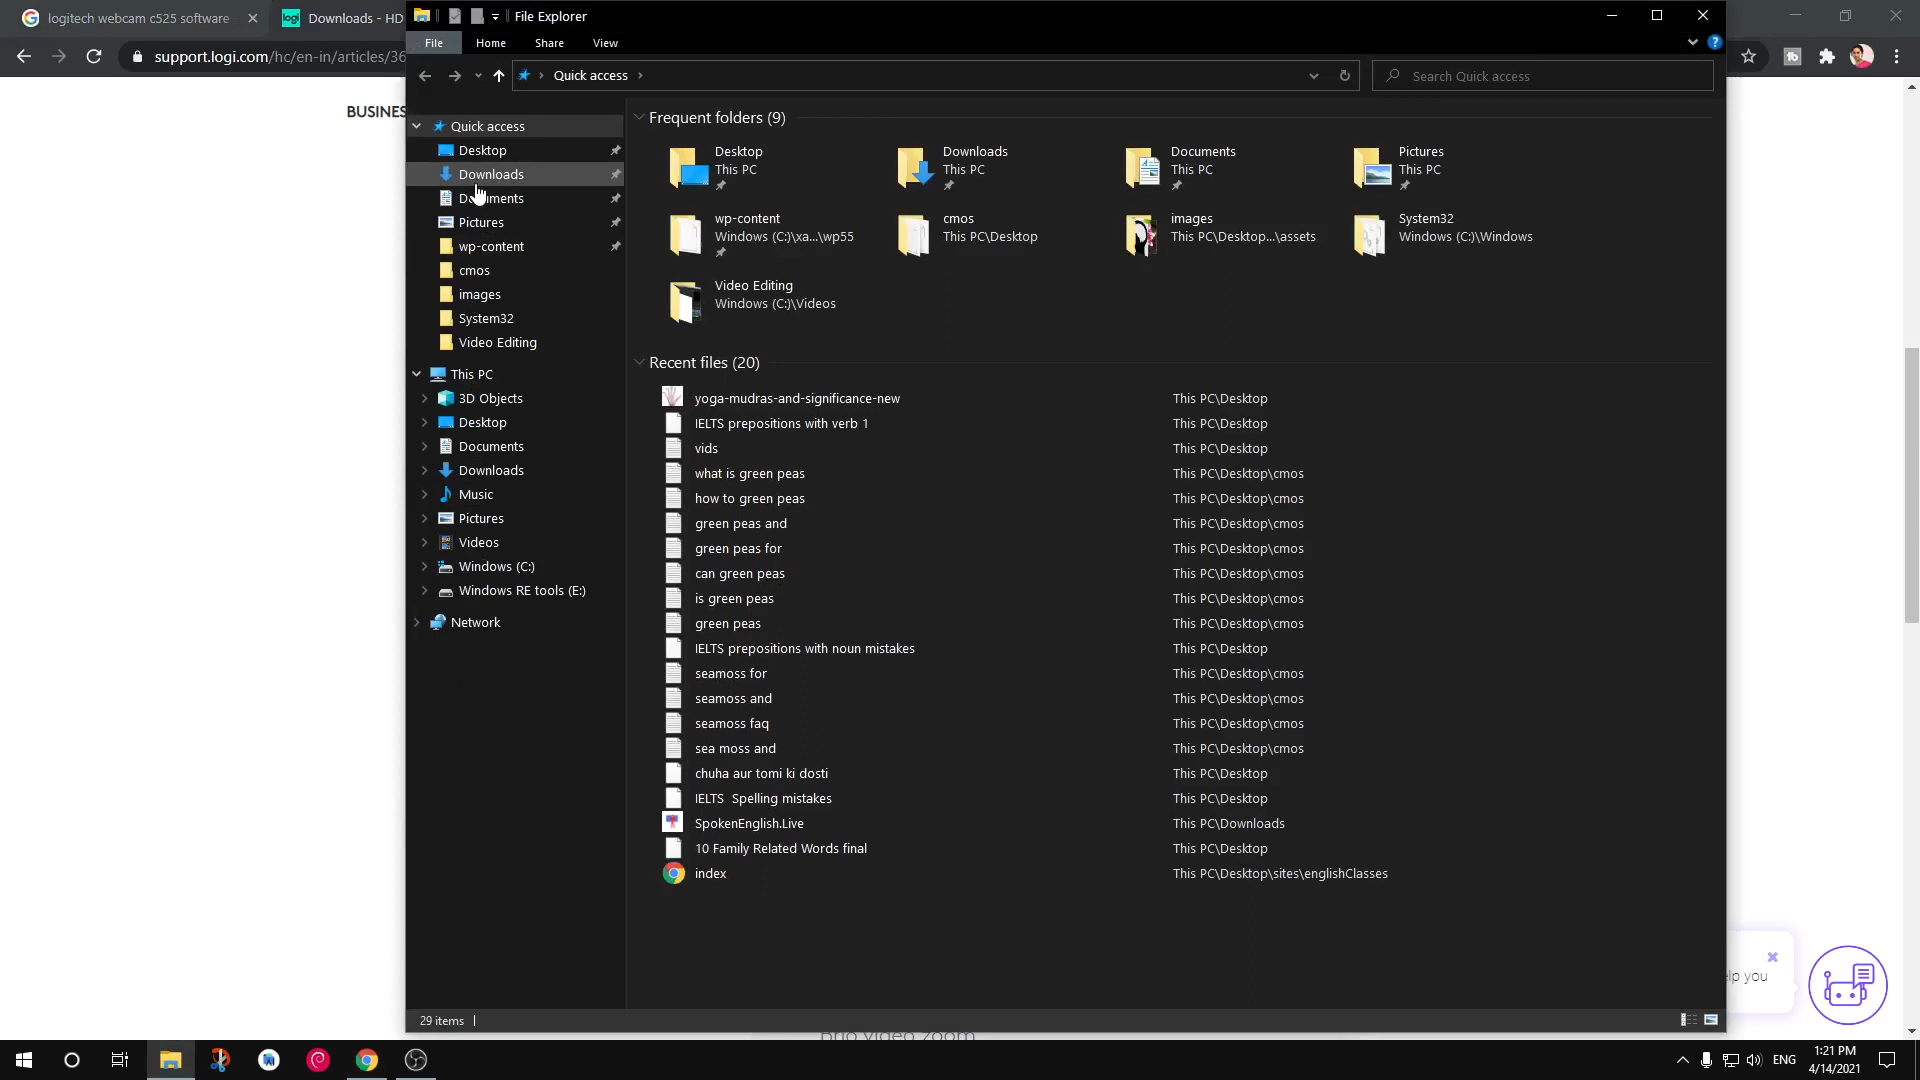 logitech webcam c525 software
Downloads - HD
File Explorer
File
Home
Share
View
support.logi.com/hc/en-in/articles/36
Quick access
Search Quick access
BUSINES
Quick access
Desktop
Downloads
Documents
Pictures
wp-content
cmos
images
System32
Video Editing
This PC
3D Objects
Desktop
Documents
Downloads
Music
Pictures
Videos
Windows (C:)
Windows RE tools (E:)
Network
Frequent folders (9)
Desktop
This PC
Downloads
This PC
Documents
This PC
Pictures
This PC
wp-content
Windows (C:)\xa...\wp55
cmos
This PC\Desktop
images
This PC\Desktop...\assets
System32
Windows (C:)\Windows
Video Editing
Windows (C:)\Videos
Recent files (20)
yoga-mudras-and-significance-new This PC\Desktop
IELTS prepositions with verb 1 This PC\Desktop
vids This PC\Desktop
what is green peas This PC\Desktop\cmos
how to green peas This PC\Desktop\cmos
green peas and This PC\Desktop\cmos
green peas for This PC\Desktop\cmos
can green peas This PC\Desktop\cmos
is green peas This PC\Desktop\cmos
green peas This PC\Desktop\cmos
IELTS prepositions with noun mistakes This PC\Desktop
seamoss for This PC\Desktop\cmos
seamoss and This PC\Desktop\cmos
seamoss faq This PC\Desktop\cmos
sea moss and This PC\Desktop\cmos
chuha aur tomi ki dosti This PC\Desktop
IELTS  Spelling mistakes This PC\Desktop
SpokenEnglish.Live This PC\Downloads
10 Family Related Words final This PC\Desktop
index This PC\Desktop\sites\englishClasses
lp you
29 items
Brio video zoom
ENG
1:21 PM
4/14/2021